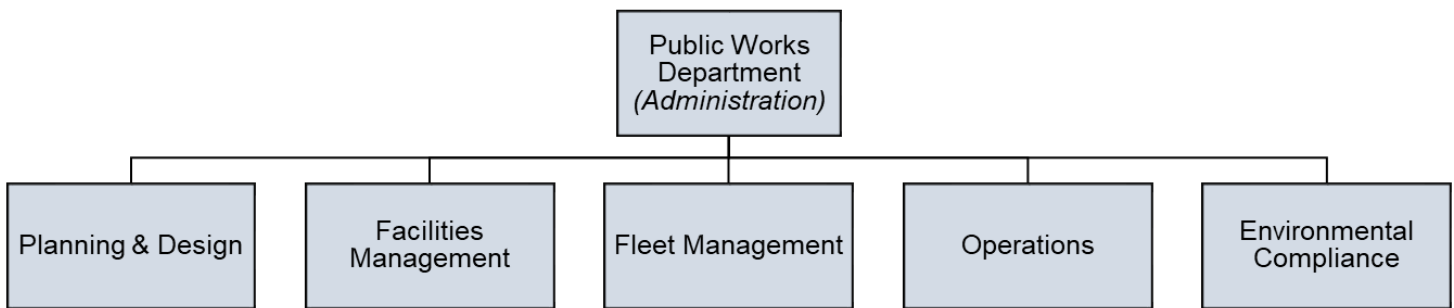 Public Works
Department
(Administration)
Planning & Design
Facilities
Management
Fleet Management
Operations
Environmental
Compliance